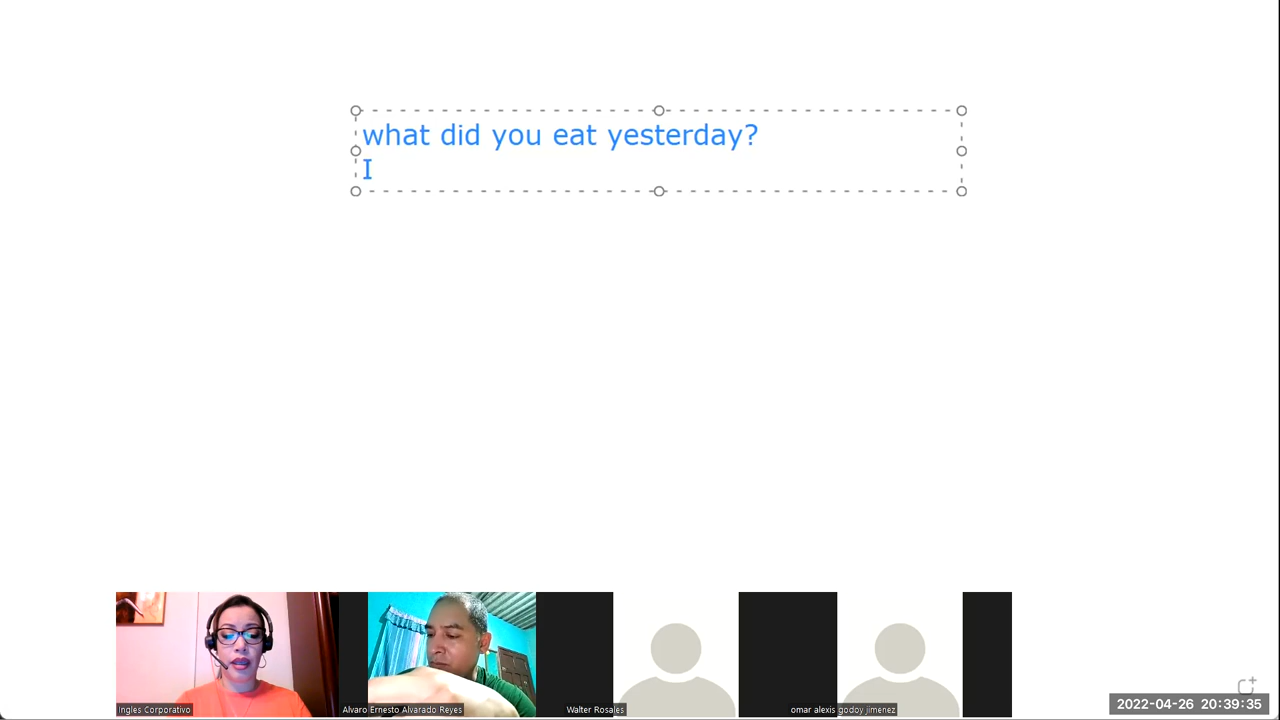 what did you eat yesterday?
I
Ingles Corporativo
Alvaro Ernesto Alvarado Reyes
Walter Rosales
omar alexis godoy jimenez
2022-04-26 20:39:35